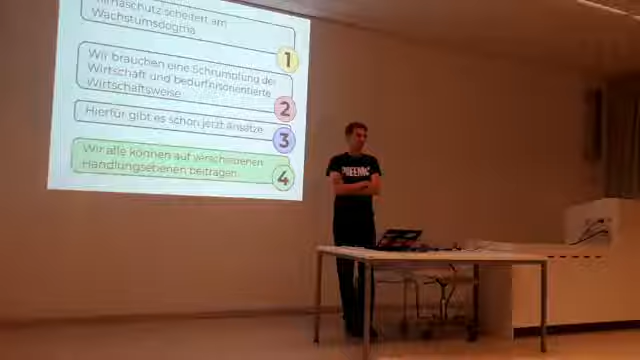 Klimaschutz scheitert am
Wachstumsdogma
1
Wir brauchen eine Schrumpfung der
Wirtschaft und bedürfnisorientierte
Wirtschaftsweise
2
Hierfür gibt es schon jetzt Ansätze
3
Wir alle können auf verschiedenen
Handlungsebenen beitragen
4